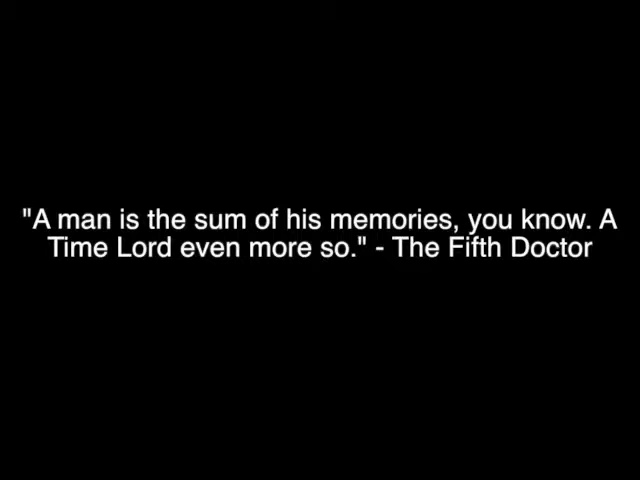 "A man is the sum of his memories, you know. A
Time Lord even more so." - The Fifth Doctor